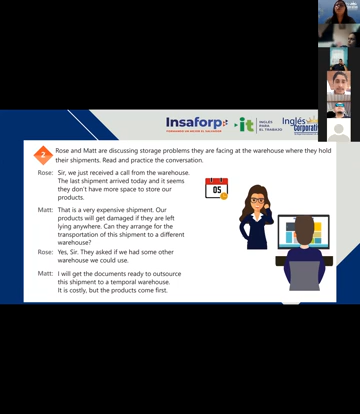 Insaforp
it
INGLÉS
PARA
EL TRABAJO
Inglés
Corporati
2
Rose and Matt are discussing storage problems they are facing at the warehouse where they hold
their shipments. Read and practice the conversation.
Rose: Sir, we just received a call from the warehouse.
The last shipment arrived today and it seems
they don't have more space to store our
products.
Matt: That is a very expensive shipment. Our
products will get damaged if they are left
lying anywhere. Can they arrange for the
transportation of this shipment to a different
warehouse?
Rose: Yes, Sir. They asked if we had some other
warehouse we could use.
Matt: I will get the documents ready to outsource
this shipment to a temporal warehouse.
It is costly, but the products come first.
05